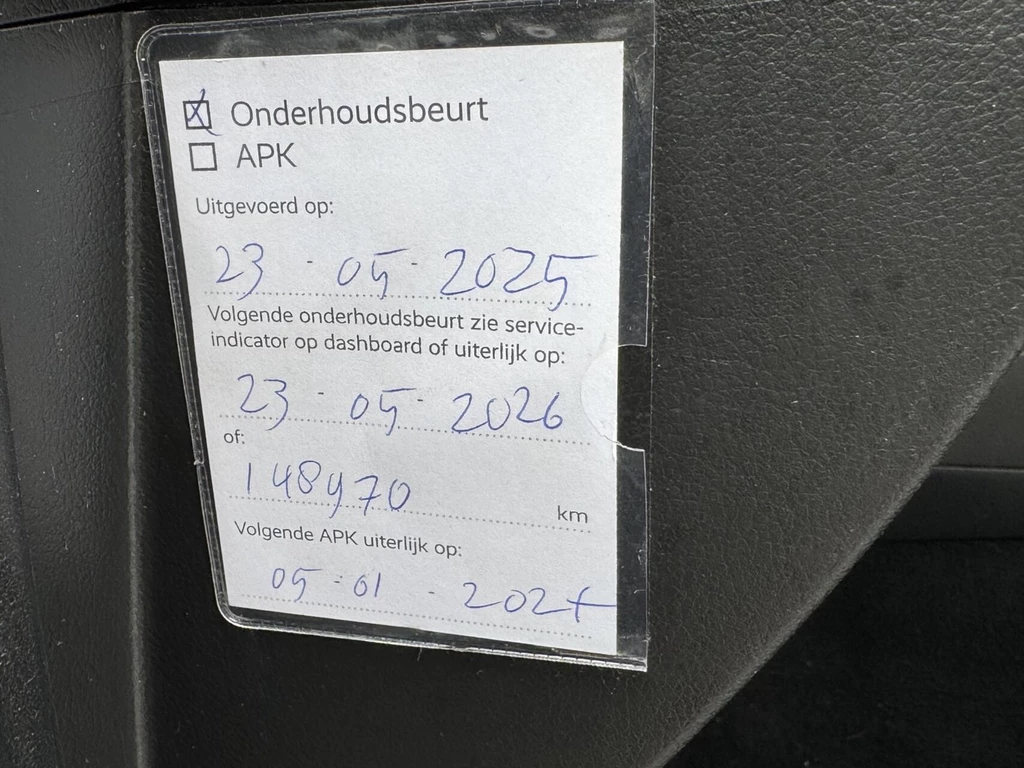 Onderhoudsbeurt
APK
Uitgevoerd op:
23 - 05 - 2025
Volgende onderhoudsbeurt zie service-
indicator op dashboard of uiterlijk op:
23 - 05 - 2026
of:
148970 km
Volgende APK uiterlijk op:
05 - 01 - 2027